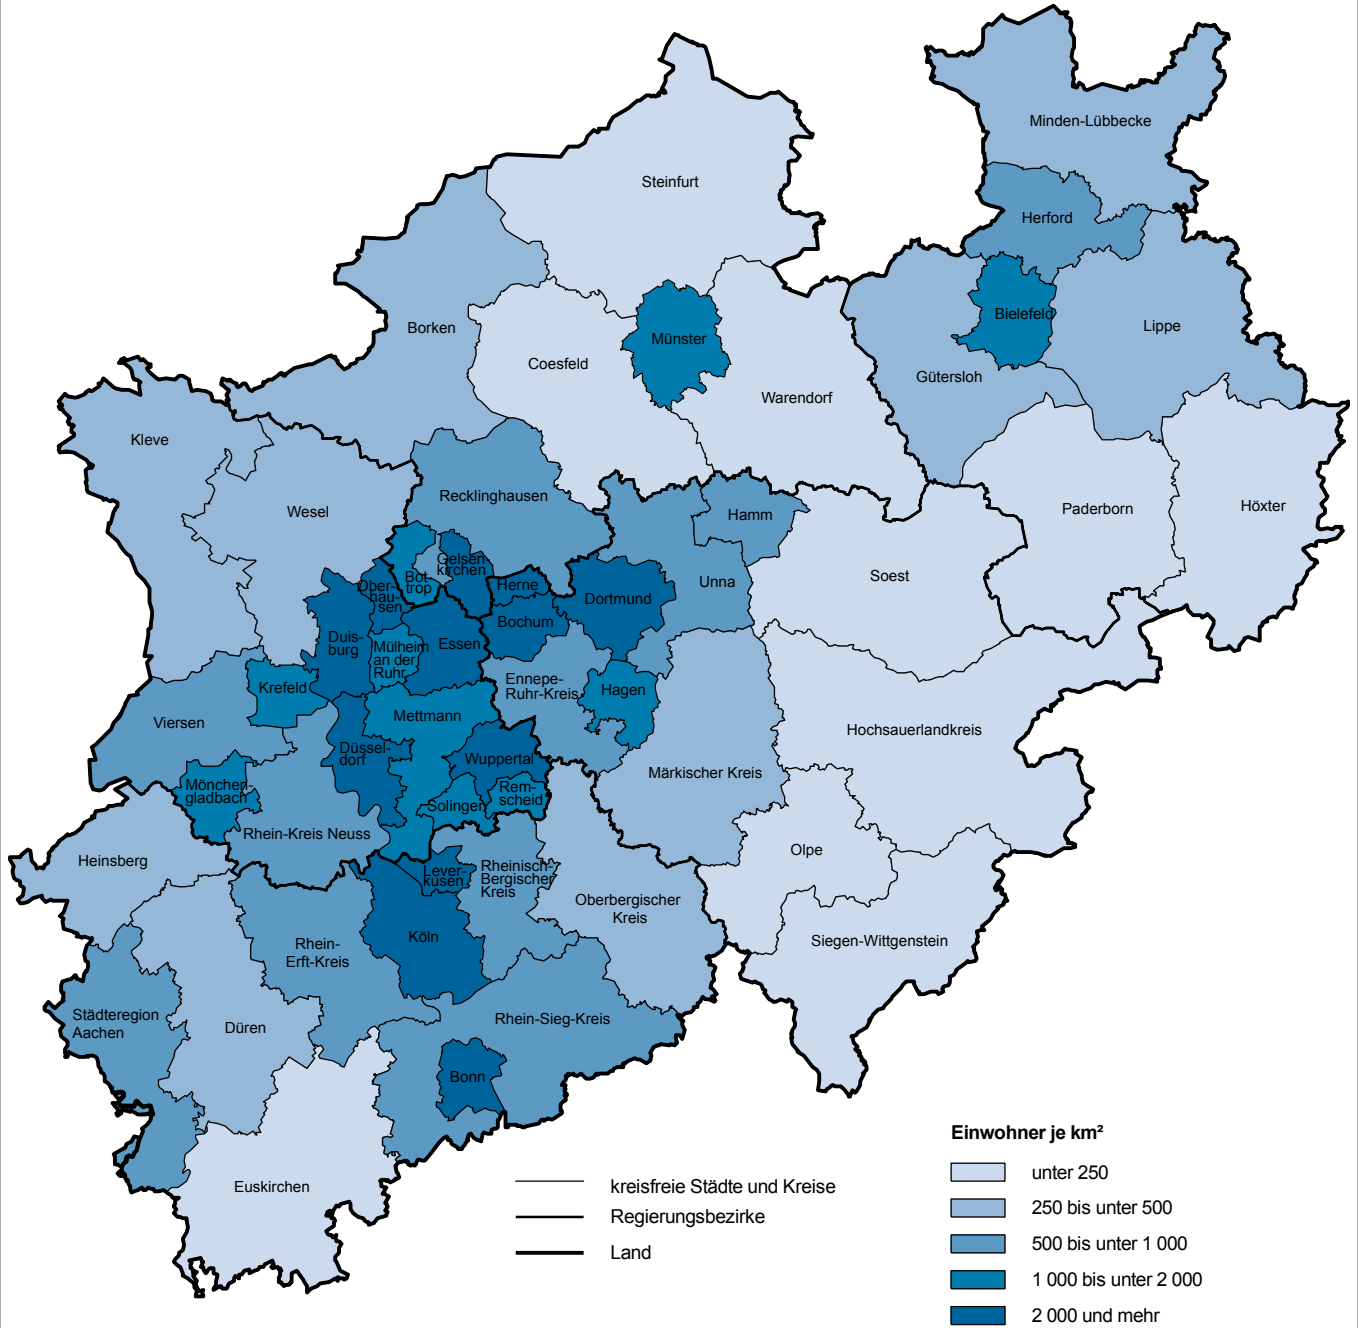 Minden-Lübbecke
Steinfurt
Herford
Borken
Bielefeld
Lippe
Münster
Coesfeld
Gütersloh
Warendorf
Kleve
Recklinghausen
Wesel
Hamm
Paderborn
Höxter
Gelsen-
kirchen
Bot-
trop
Ober-
hau-
sen
Herne
Dortmund
Unna
Soest
Duis-
burg
Bochum
Essen
Mülheim
an der
Ruhr
Krefeld
Ennepe-
Ruhr-Kreis
Hagen
Viersen
Mettmann
Hochsauerlandkreis
Düssel-
dorf
Wuppertal
Märkischer Kreis
Mönchen-
gladbach
Solingen
Rem-
scheid
Rhein-Kreis Neuss
Heinsberg
Olpe
Lever-
kusen
Rheinisch-
Bergischer
Kreis
Oberbergischer
Kreis
Köln
Rhein-
Erft-Kreis
Siegen-Wittgenstein
Städteregion
Aachen
Düren
Rhein-Sieg-Kreis
Bonn
Euskirchen
kreisfreie Städte und Kreise
Regierungsbezirke
Land
Einwohner je km²
unter 250
250 bis unter 500
500 bis unter 1 000
1 000 bis unter 2 000
2 000 und mehr